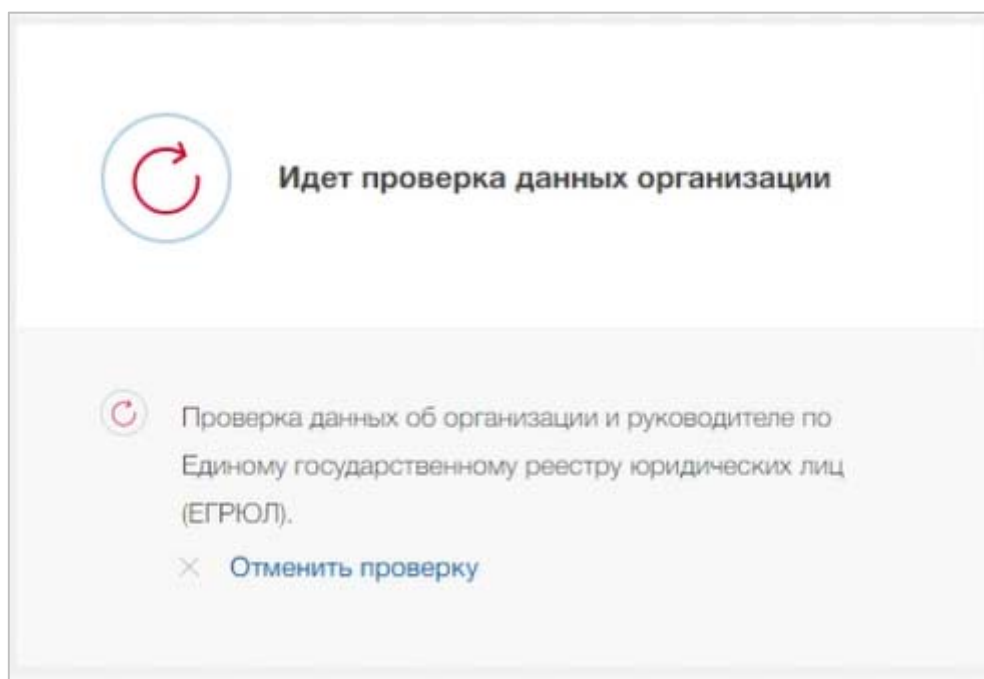 Идет проверка данных организации
Проверка данных об организации и руководителе по
Единому государственному реестру юридических лиц
(ЕГРЮЛ).
Отменить проверку